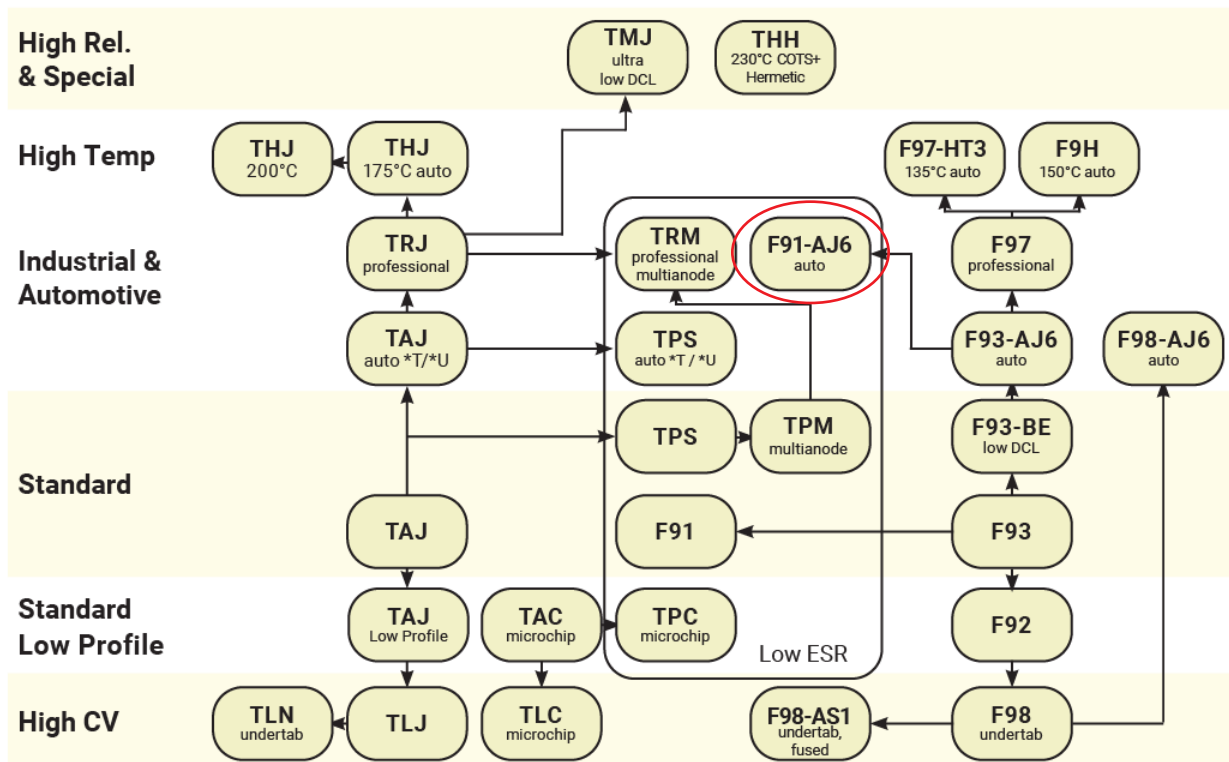 High Rel.
& Special
TMJ
ultra
low DCL
THH
230°C COTS+
Hermetic
High Temp
THJ
200°C
THJ
175°C auto
F97-HT3
135°C auto
F9H
150°C auto
Industrial &
Automotive
TRJ
professional
TRM
professional
multianode
F91-AJ6
auto
F97
professional
TAJ
auto *T/*U
TPS
auto *T / *U
F93-AJ6
auto
F98-AJ6
auto
Standard
TPS
TPM
multianode
F93-BE
low DCL
TAJ
F91
F93
Standard
Low Profile
TAJ
Low Profile
TAC
microchip
TPC
microchip
F92
Low ESR
High CV
TLN
undertab
TLJ
TLC
microchip
F98-AS1
undertab,
fused
F98
undertab